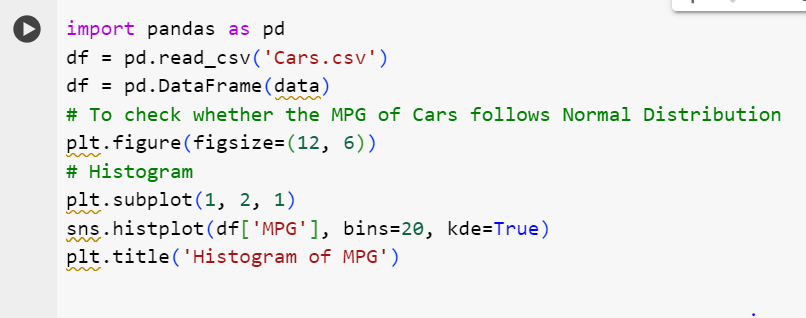 import pandas as pd
df = pd.read_csv('Cars.csv')
df = pd.DataFrame(data)
# To check whether the MPG of Cars follows Normal Distribution
plt.figure(figsize=(12, 6))
# Histogram
plt.subplot(1, 2, 1)
sns.histplot(df['MPG'], bins=20, kde=True)
plt.title('Histogram of MPG')